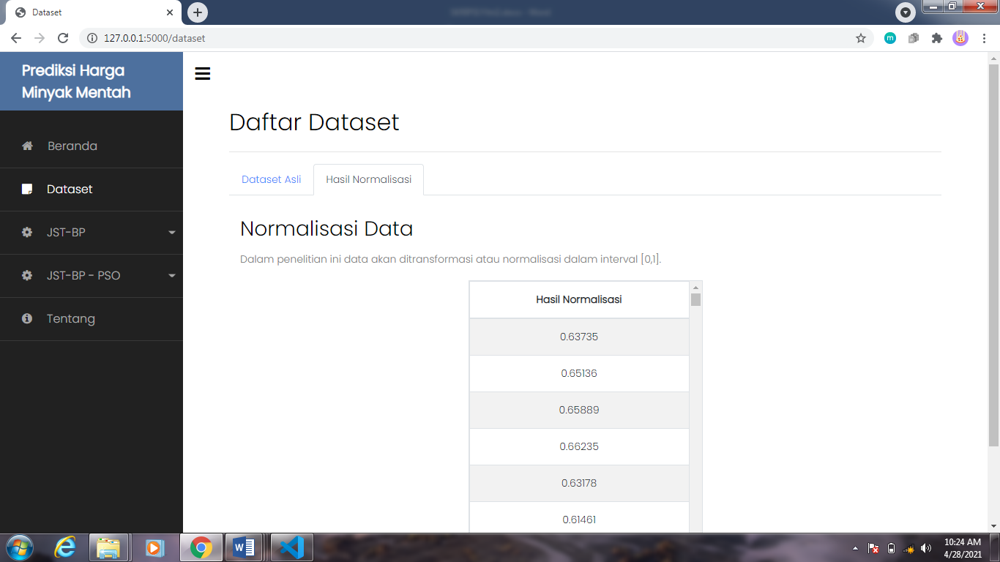 Dataset
127.0.0.1:5000/dataset
Prediksi Harga
Minyak Mentah
Beranda
Dataset
JST-BP
JST-BP - PSO
Tentang
Daftar Dataset
Dataset Asli
Hasil Normalisasi
Normalisasi Data
Dalam penelitian ini data akan ditransformasi atau normalisasi dalam interval [0,1].
Hasil Normalisasi
0.63735
0.65136
0.65889
0.66235
0.63178
0.61461
10:24 AM
4/28/2021